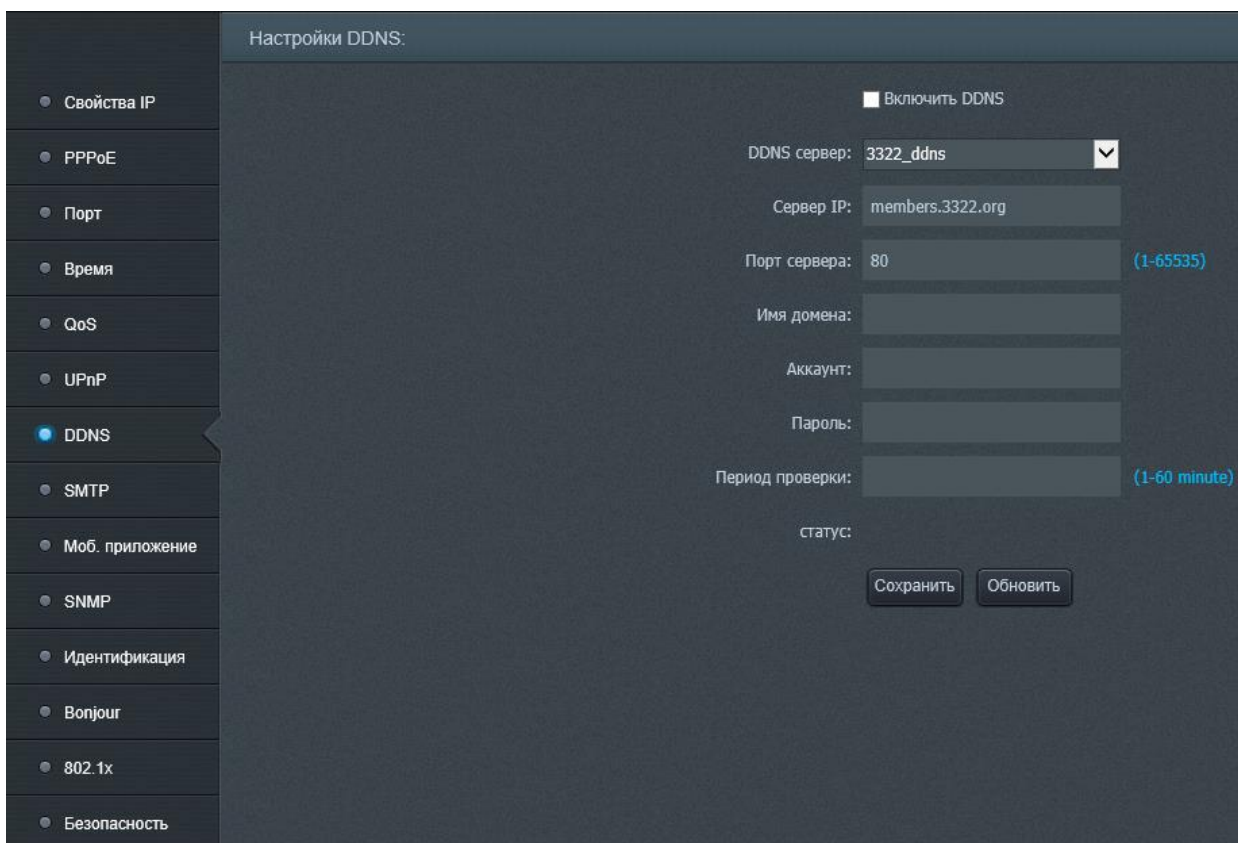 Настройки DDNS:
Свойства IP
PPPoE
Порт
Время
QoS
UPnP
DDNS
SMTP
Моб. приложение
SNMP
Идентификация
Bonjour
802.1x
Безопасность
Включить DDNS
DDNS сервер: 3322_ddns
Сервер IP: members.3322.org
Порт сервера: 80 (1-65535)
Имя домена:
Аккаунт:
Пароль:
Период проверки: (1-60 minute)
статус:
Сохранить Обновить